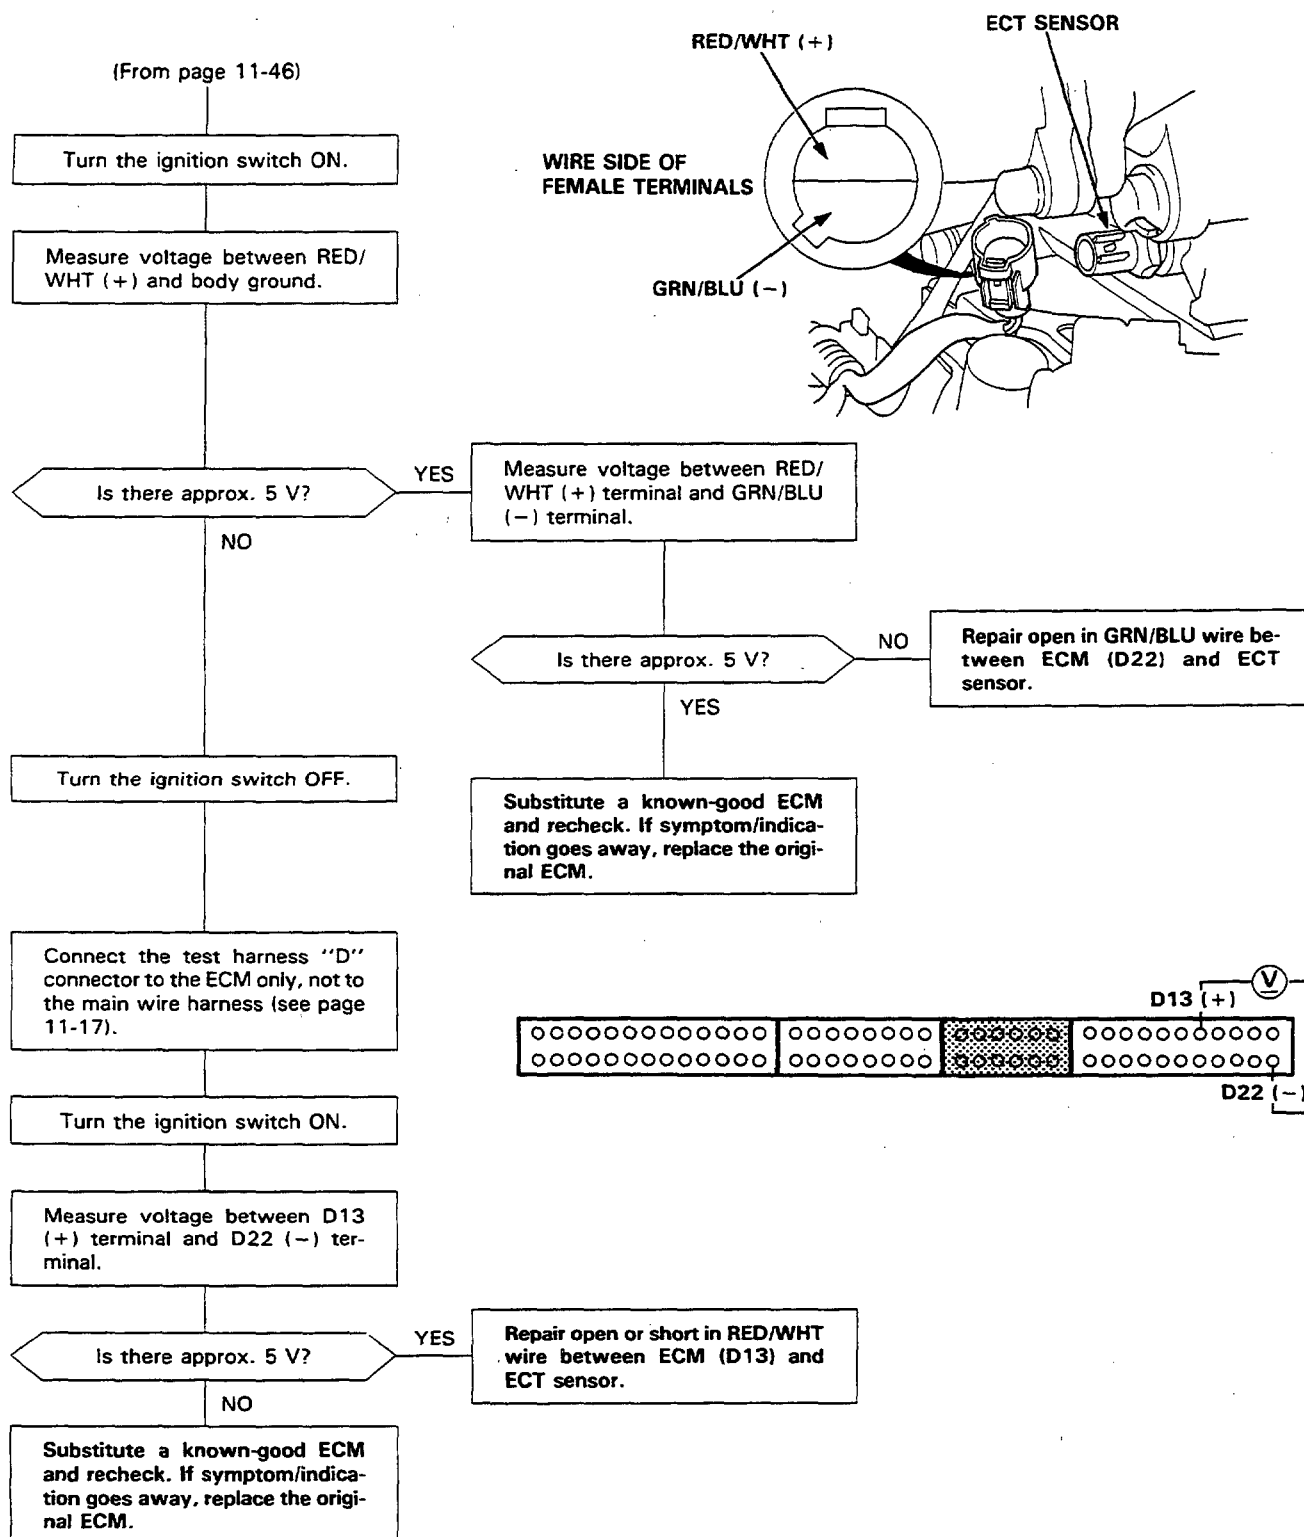 (From page 11-46)
Turn the ignition switch ON.
Measure voltage between RED/
WHT (+) and body ground.
ECT SENSOR
RED/WHT (+)
WIRE SIDE OF
FEMALE TERMINALS
GRN/BLU (−)
Is there approx. 5 V?
YES
NO
Measure voltage between RED/
WHT (+) terminal and GRN/BLU
(−) terminal.
Is there approx. 5 V?
NO
YES
Repair open in GRN/BLU wire be-
tween ECM (D22) and ECT
sensor.
Turn the ignition switch OFF.
Substitute a known-good ECM
and recheck. If symptom/indica-
tion goes away, replace the origi-
nal ECM.
Connect the test harness "D"
connector to the ECM only, not to
the main wire harness (see page
11-17).
V
D13 (+)
D22 (−)
Turn the ignition switch ON.
Measure voltage between D13
(+) terminal and D22 (−) ter-
minal.
Is there approx. 5 V?
YES
NO
Repair open or short in RED/WHT
wire between ECM (D13) and
ECT sensor.
Substitute a known-good ECM
and recheck. If symptom/indica-
tion goes away, replace the origi-
nal ECM.